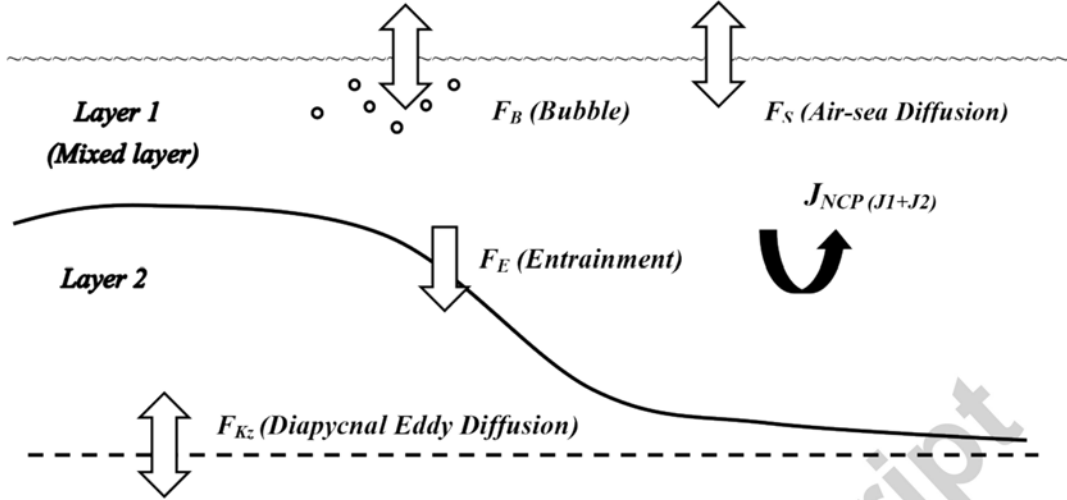 Layer 1
(Mixed layer)
F_B (Bubble)
F_S (Air-sea Diffusion)
J_NCP (J1+J2)
F_E (Entrainment)
Layer 2
F_Kz (Diapycnal Eddy Diffusion)
ript